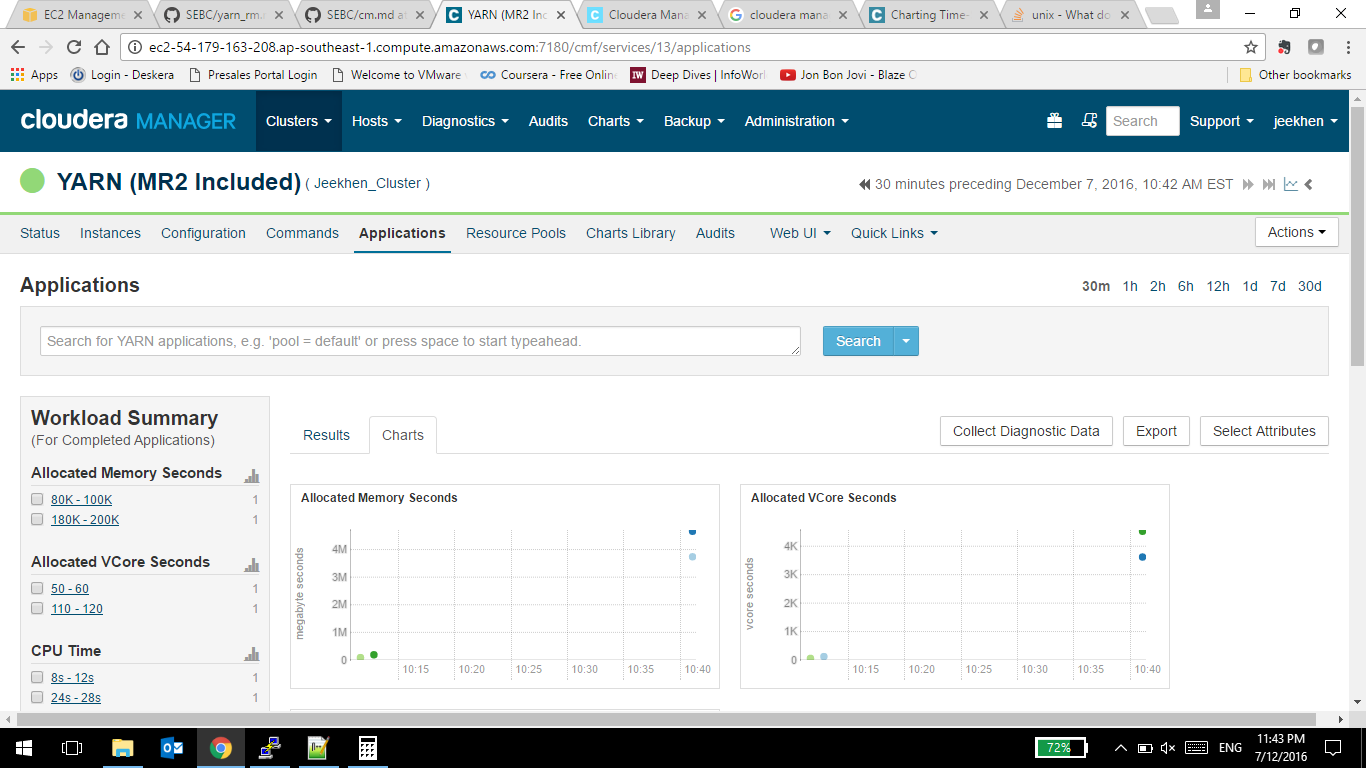 EC2 Manageme
SEBC/yarn_rm.
SEBC/cm.md at
YARN (MR2 Inc
Cloudera Mana
cloudera mana
Charting Time-
unix - What do
ec2-54-179-163-208.ap-southeast-1.compute.amazonaws.com:7180/cmf/services/13/applications
Apps Login - Deskera Presales Portal Login Welcome to VMware Coursera - Free Onlin Deep Dives | InfoWor Jon Bon Jovi - Blaze O Other bookmarks
cloudera MANAGER Clusters Hosts Diagnostics Audits Charts Backup Administration Search Support jeekhen
YARN (MR2 Included) ( Jeekhen_Cluster ) 30 minutes preceding December 7, 2016, 10:42 AM EST
Status Instances Configuration Commands Applications Resource Pools Charts Library Audits Web UI Quick Links Actions
Applications 30m 1h 2h 6h 12h 1d 7d 30d
Search for YARN applications, e.g. 'pool = default' or press space to start typeahead. Search
Workload Summary
(For Completed Applications)
Allocated Memory Seconds
80K - 100K 1
180K - 200K 1
Allocated VCore Seconds
50 - 60 1
110 - 120 1
CPU Time
8s - 12s 1
24s - 28s 1
Results Charts Collect Diagnostic Data Export Select Attributes
Allocated Memory Seconds
megabyte seconds
4M
3M
2M
1M
0
10:15 10:20 10:25 10:30 10:35 10:40
Allocated VCore Seconds
vcore seconds
4K
3K
2K
1K
0
10:15 10:20 10:25 10:30 10:35 10:40
72% ENG 11:43 PM
7/12/2016